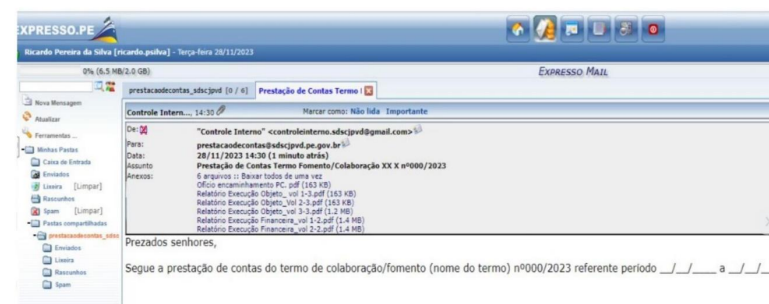 EXPRESSO.PE
Ricardo Pereira da Silva [ricardo.psilva] - Terça-feira 28/11/2023
0% (6.5 MB/2.0 GB)
EXPRESSO MAIL
prestacaodecontas_sdscjpvd [0 / 6] Prestação de Contas Termo
Nova Mensagem
Atualizar
Ferramentas ...
Minhas Pastas
Caixa de Entrada
Enviados
Lixeira [Limpar]
Rascunhos
Spam [Limpar]
Pastas compartilhadas
prestacaodecontas_sdsc
Enviados
Lixeira
Rascunhos
Spam
Controle Intern..., 14:30 Marcar como: Não lida Importante
De: "Controle Interno" <controleinterno.sdscjpvd@gmail.com>
Para: prestacaodecontas@sdscjpvd.pe.gov.br
Data: 28/11/2023 14:30 (1 minuto atrás)
Assunto Prestação de Contas Termo Fomento/Colaboração XX X nº000/2023
Anexos: 6 arquivos :: Baixar todos de uma vez
Ofício encaminhamento PC. pdf (163 KB)
Relatório Execução Objeto_ vol 1-3.pdf (163 KB)
Relatório Execução Objeto_Vol 2-3.pdf (163 KB)
Relatório Execução Objeto_vol 3-3.pdf (1.2 MB)
Relatório Execução Financeira_vol 1-2.pdf (1.4 MB)
Relatório Execução Financeira_vol 2-2.pdf (1.4 MB)
Prezados senhores,
Segue a prestação de contas do termo de colaboração/fomento (nome do termo) nº000/2023 referente período __/__/____ a __/__/_